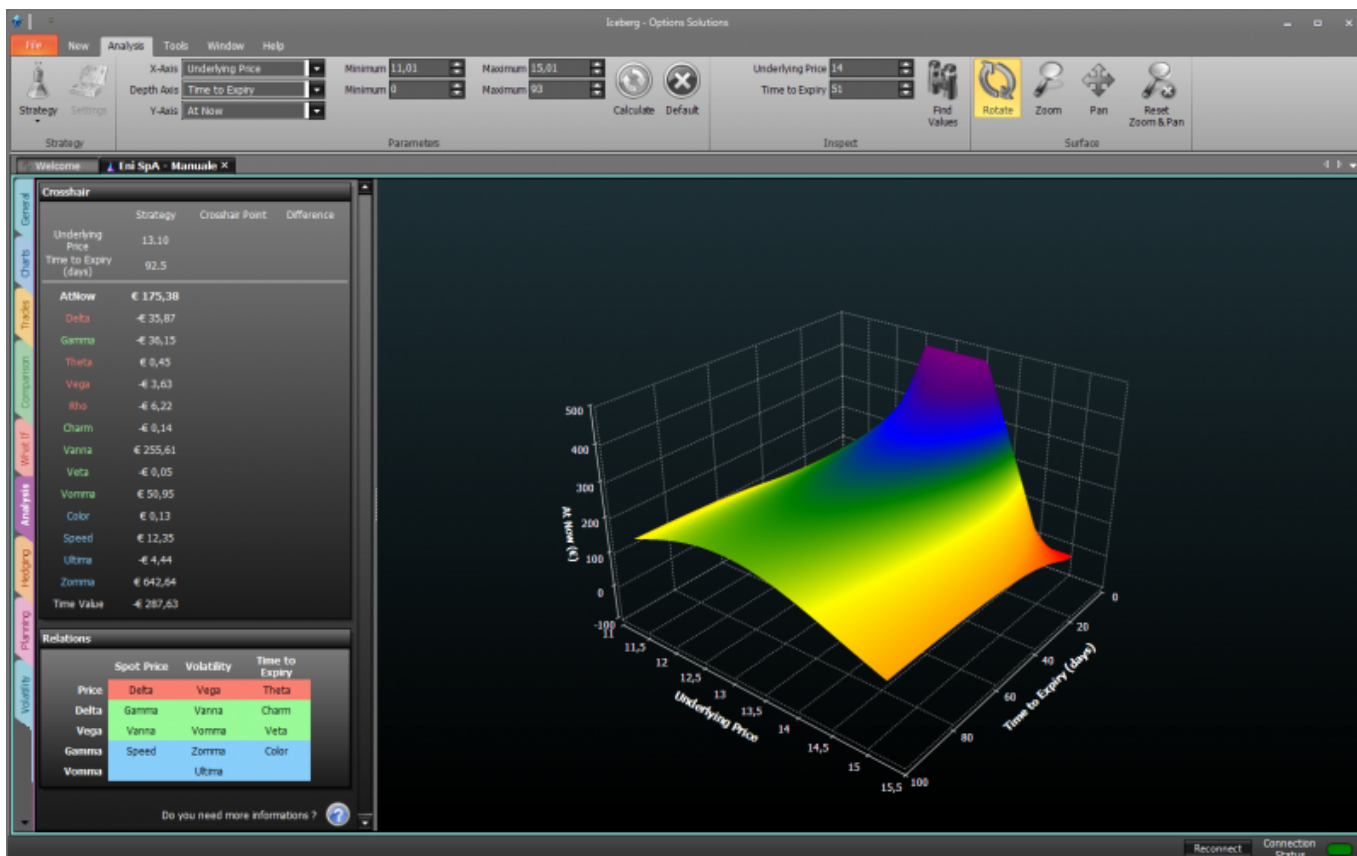 Iceberg - Options Solutions
File New Analysis Tools Window Help
X-Axis Underlying Price Minimum 11,01 Maximum 15,01 Underlying Price 14
Depth Axis Time to Expiry Minimum 0 Maximum 93 Time to Expiry 51
Y-Axis At Now
Strategy Settings Calculate Default Find Values Rotate Zoom Pan Reset Zoom & Pan
Strategy Parameters Inspect Surface
Welcome Eni SpA - Manuale ×
General
Charts
Trades
Comparison
What If
Analysis
Hedging
Planning
Volatility
Crosshair
Strategy Crosshair Point Difference
Underlying Price 13.10
Time to Expiry (days) 92.5
AtNow € 175,38
Delta -€ 35,87
Gamma -€ 36,15
Theta € 0,45
Vega -€ 3,63
Rho -€ 6,22
Charm -€ 0,14
Vanna € 255,61
Veta -€ 0,05
Vomma € 50,95
Color € 0,13
Speed € 12,35
Ultima -€ 4,44
Zomma € 642,64
Time Value -€ 287,63
Relations
Spot Price Volatility Time to Expiry
Price Delta Vega Theta
Delta Gamma Vanna Charm
Vega Vanna Vomma Veta
Gamma Speed Zomma Color
Vomma Ultima
Do you need more informations ?
500
400
300
200
100
0
-100
At Now (€)
11
11,5
12
12,5
13
13,5
14
14,5
15
15,5
Underlying Price
100
80
60
40
20
0
Time to Expiry (days)
Reconnect Connection Status